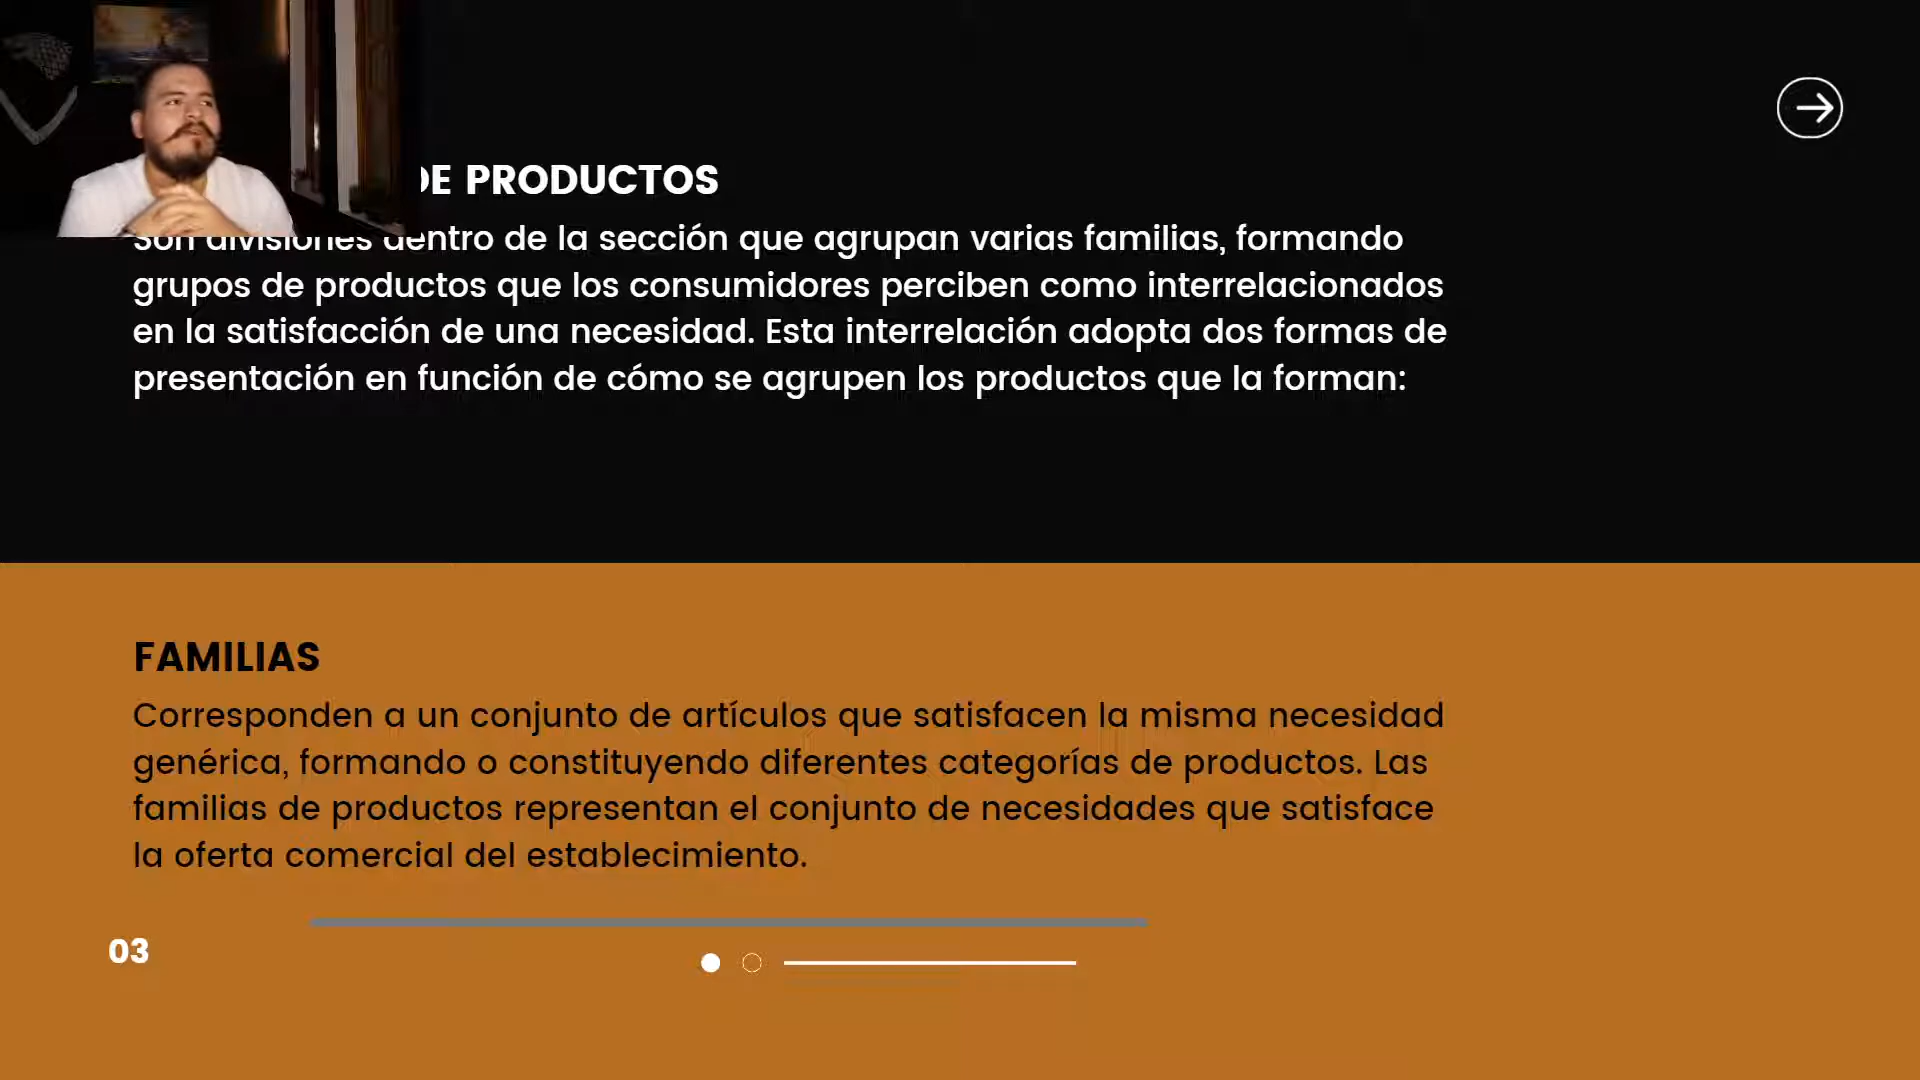 DE PRODUCTOS
Son divisiones dentro de la sección que agrupan varias familias, formando
grupos de productos que los consumidores perciben como interrelacionados
en la satisfacción de una necesidad. Esta interrelación adopta dos formas de
presentación en función de cómo se agrupen los productos que la forman:
FAMILIAS
Corresponden a un conjunto de artículos que satisfacen la misma necesidad
genérica, formando o constituyendo diferentes categorías de productos. Las
familias de productos representan el conjunto de necesidades que satisface
la oferta comercial del establecimiento.
03